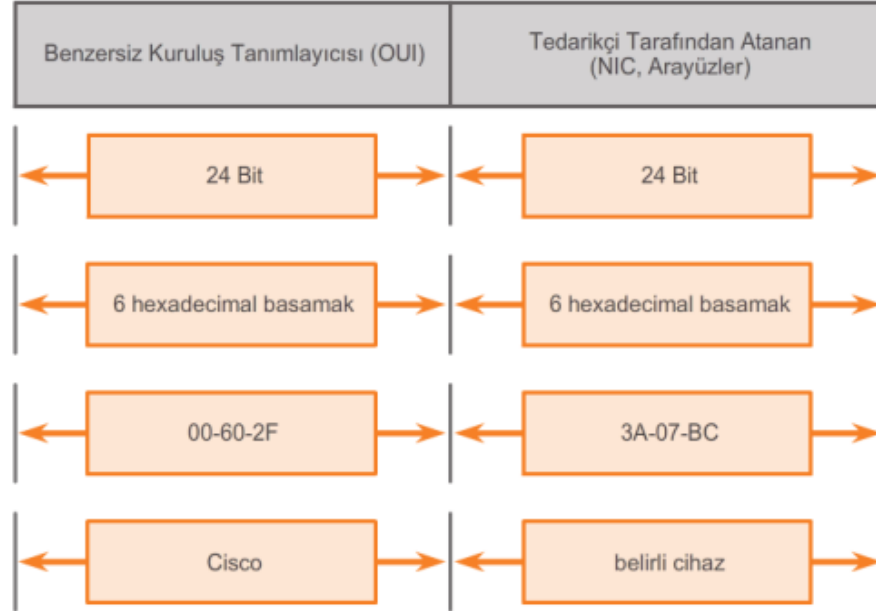 Benzersiz Kuruluş Tanımlayıcısı (OUI)
Tedarikçi Tarafından Atanan
(NIC, Arayüzler)
24 Bit
24 Bit
6 hexadecimal basamak
6 hexadecimal basamak
00-60-2F
3A-07-BC
Cisco
belirli cihaz